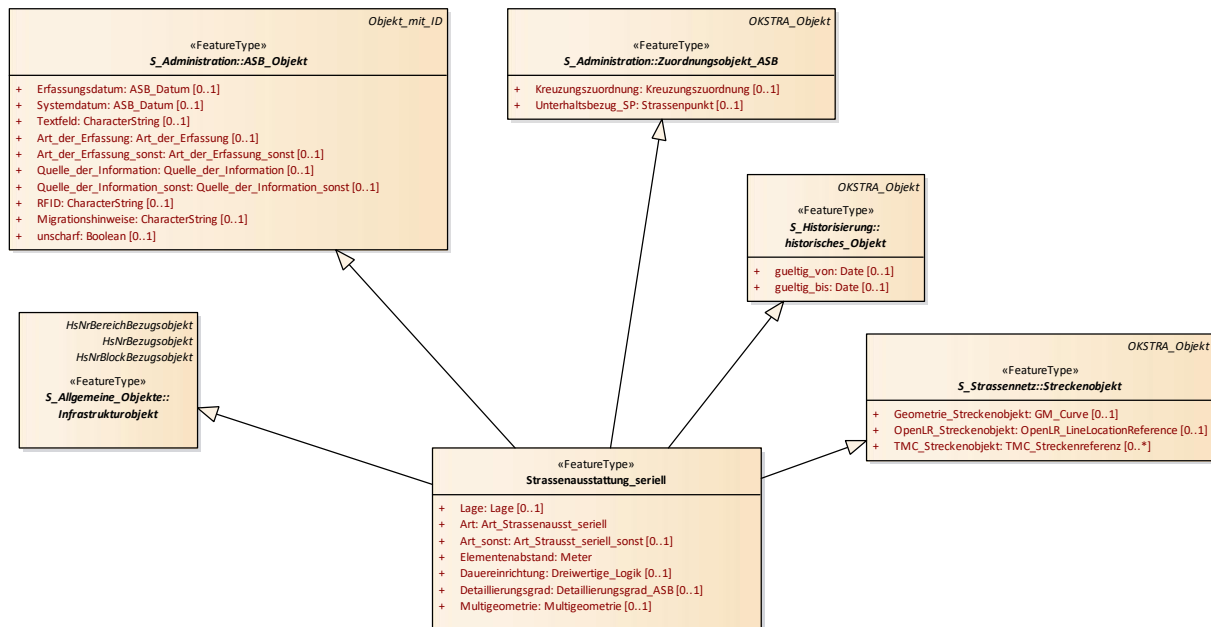 Objekt_mit_ID
«FeatureType»
S_Administration::ASB_Objekt
+ Erfassungsdatum: ASB_Datum [0..1]
+ Systemdatum: ASB_Datum [0..1]
+ Textfeld: CharacterString [0..1]
+ Art_der_Erfassung: Art_der_Erfassung [0..1]
+ Art_der_Erfassung_sonst: Art_der_Erfassung_sonst [0..1]
+ Quelle_der_Information: Quelle_der_Information [0..1]
+ Quelle_der_Information_sonst: Quelle_der_Information_sonst [0..1]
+ RFID: CharacterString [0..1]
+ Migrationshinweise: CharacterString [0..1]
+ unscharf: Boolean [0..1]
OKSTRA_Objekt
«FeatureType»
S_Administration::Zuordnungsobjekt_ASB
+ Kreuzungszuordnung: Kreuzungszuordnung [0..1]
+ Unterhaltsbezug_SP: Strassenpunkt [0..1]
OKSTRA_Objekt
«FeatureType»
S_Historisierung::
historisches_Objekt
+ gueltig_von: Date [0..1]
+ gueltig_bis: Date [0..1]
HsNrBereichBezugsobjekt
HsNrBezugsobjekt
HsNrBlockBezugsobjekt
«FeatureType»
S_Allgemeine_Objekte::
Infrastrukturobjekt
OKSTRA_Objekt
«FeatureType»
S_Strassennetz::Streckenobjekt
+ Geometrie_Streckenobjekt: GM_Curve [0..1]
+ OpenLR_Streckenobjekt: OpenLR_LineLocationReference [0..1]
+ TMC_Streckenobjekt: TMC_Streckenreferenz [0..*]
«FeatureType»
Strassenausstattung_seriell
+ Lage: Lage [0..1]
+ Art: Art_Strassenausst_seriell
+ Art_sonst: Art_Strausst_seriell_sonst [0..1]
+ Elementenabstand: Meter
+ Dauereinrichtung: Dreiwertige_Logik [0..1]
+ Detaillierungsgrad: Detaillierungsgrad_ASB [0..1]
+ Multigeometrie: Multigeometrie [0..1]